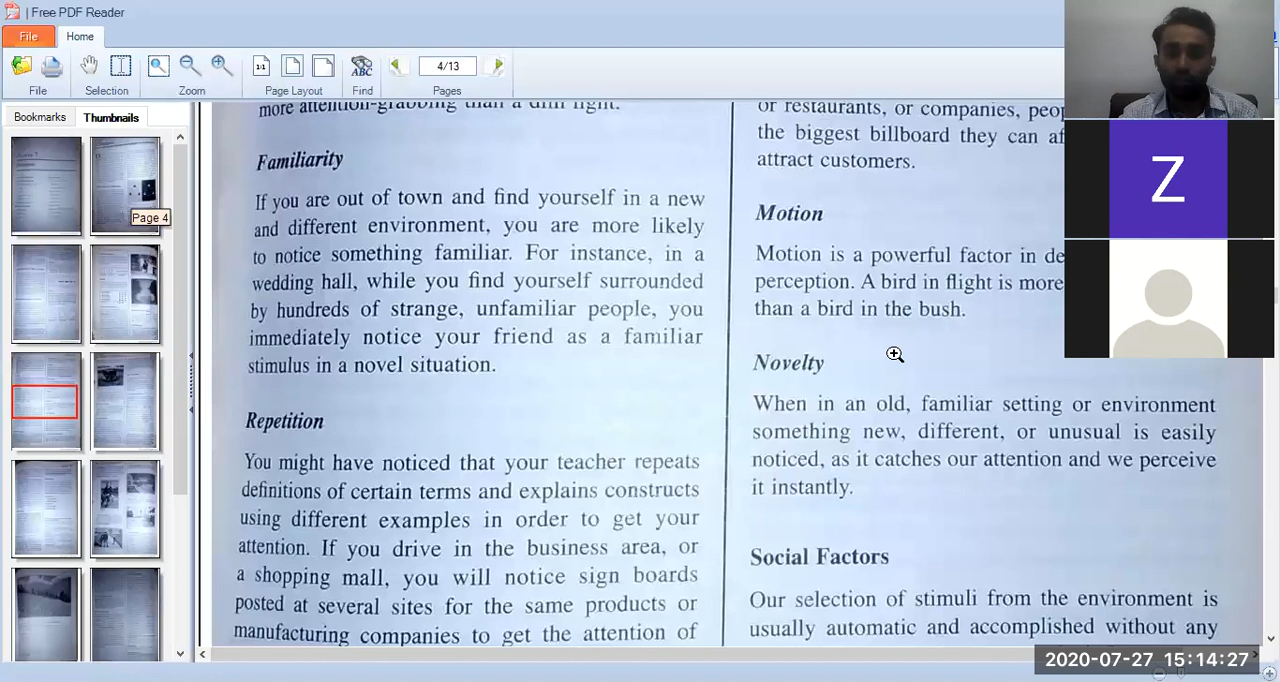 | Free PDF Reader
File
Home
File
Selection
Zoom
Page Layout
ABC
Find
4/13
Pages
Bookmarks
Thumbnails
Page 4
more attention-grabbing than a dim light.
Familiarity
If you are out of town and find yourself in a new
and different environment, you are more likely
to notice something familiar. For instance, in a
wedding hall, while you find yourself surrounded
by hundreds of strange, unfamiliar people, you
immediately notice your friend as a familiar
stimulus in a novel situation.
Repetition
You might have noticed that your teacher repeats
definitions of certain terms and explains constructs
using different examples in order to get your
attention. If you drive in the business area, or
a shopping mall, you will notice sign boards
posted at several sites for the same products or
manufacturing companies to get the attention of
or restaurants, or companies,
the biggest billboard they can
attract customers.
Motion
Motion is a powerful factor in
perception. A bird in flight is more
than a bird in the bush.
Novelty
When in an old, familiar setting or environment
something new, different, or unusual is easily
noticed, as it catches our attention and we perceive
it instantly.
Social Factors
Our selection of stimuli from the environment is
usually automatic and accomplished without any
Z
2020-07-27 15:14:27